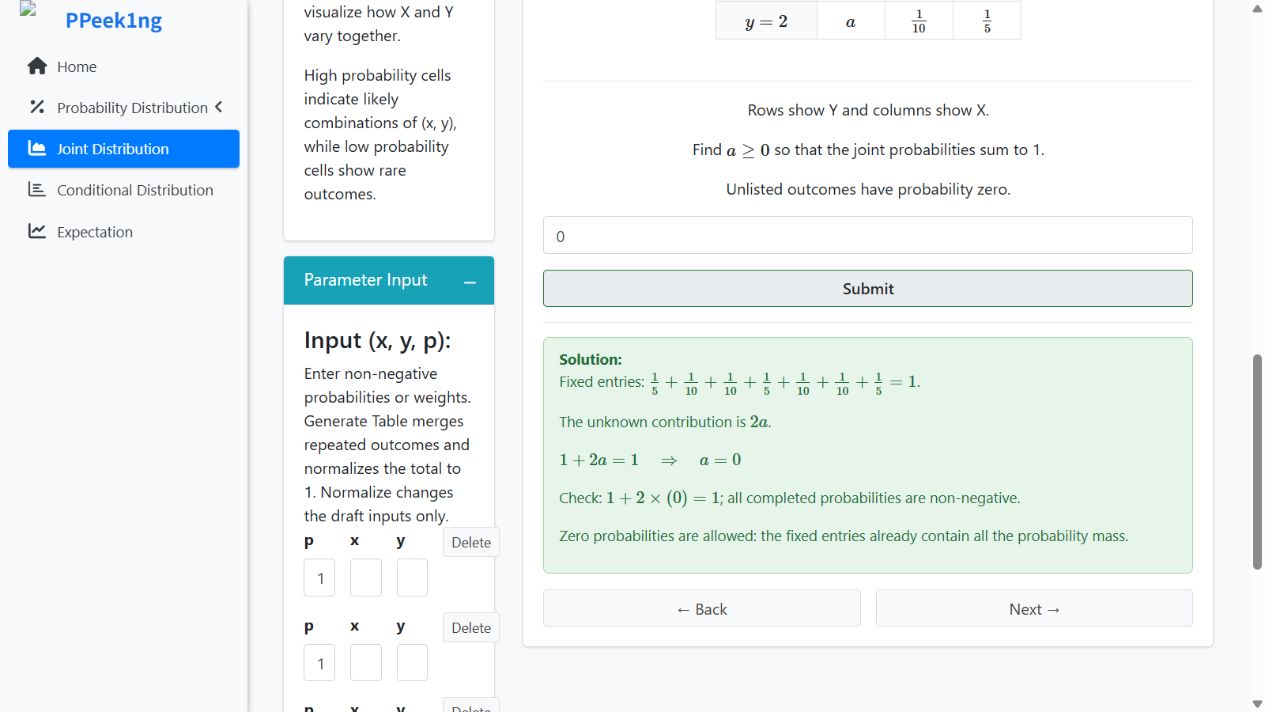 PPeek1ng
Home
Probability Distribution
Joint Distribution
Conditional Distribution
Expectation
visualize how X and Y
vary together.
High probability cells
indicate likely
combinations of (x, y),
while low probability
cells show rare
outcomes.
Parameter Input
Input (x, y, p):
Enter non-negative
probabilities or weights.
Generate Table merges
repeated outcomes and
normalizes the total to
1. Normalize changes
the draft inputs only.
p x y Delete
1
p x y Delete
1
p x y Delete
y = 2 a 1/10 1/5
Rows show Y and columns show X.
Find a ≥ 0 so that the joint probabilities sum to 1.
Unlisted outcomes have probability zero.
0
Submit
Solution:
Fixed entries: 1/5 + 1/10 + 1/10 + 1/5 + 1/10 + 1/10 + 1/5 = 1.
The unknown contribution is 2a.
1 + 2a = 1 ⇒ a = 0
Check: 1 + 2 × (0) = 1; all completed probabilities are non-negative.
Zero probabilities are allowed: the fixed entries already contain all the probability mass.
← Back
Next →